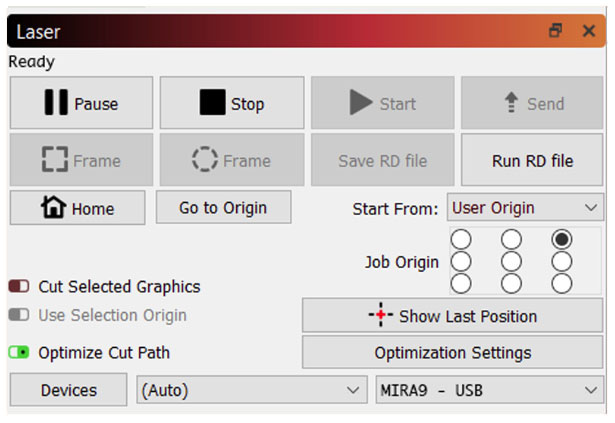 Laser
Ready
Pause Stop Start Send
Frame Frame Save RD file Run RD file
Home Go to Origin Start From: User Origin
Job Origin
Cut Selected Graphics
Use Selection Origin Show Last Position
Optimize Cut Path Optimization Settings
Devices (Auto) MIRA9 - USB